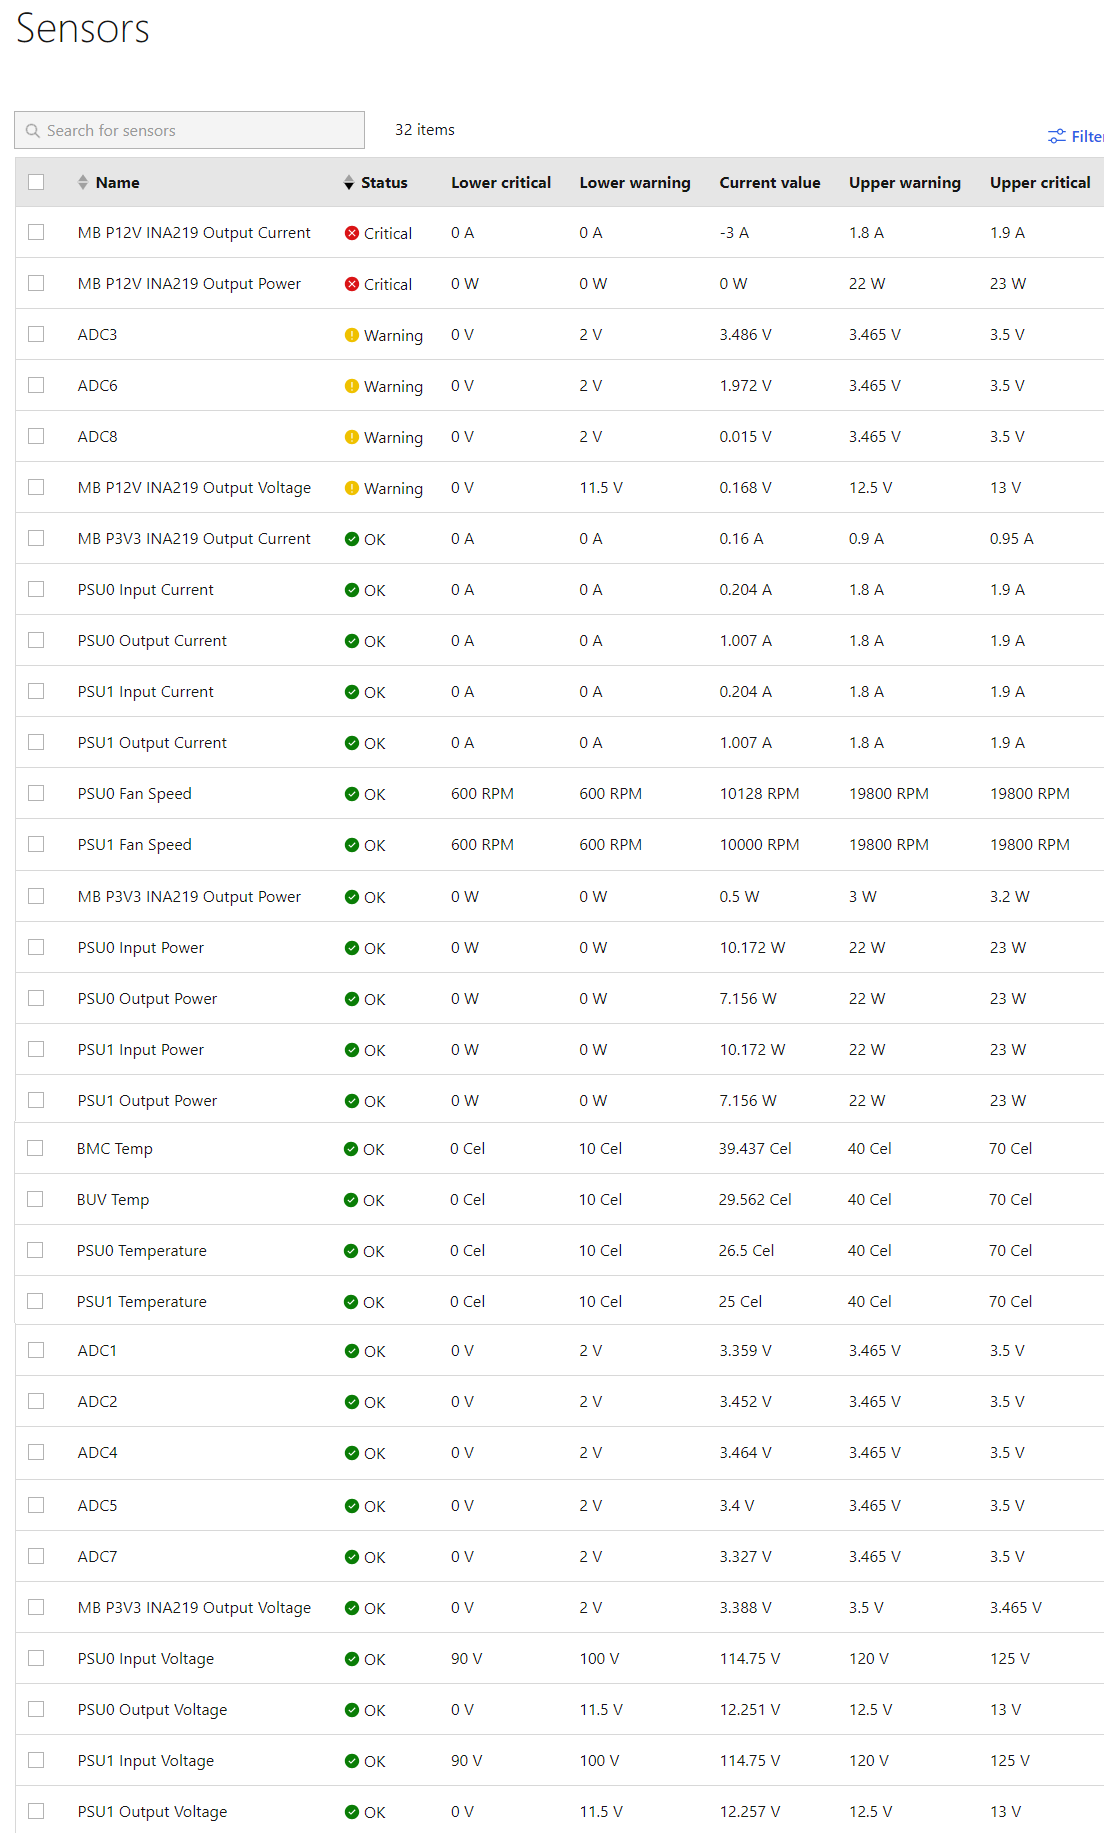 Sensors
Search for sensors 32 items
Filter
Name Status Lower critical Lower warning Current value Upper warning Upper critical
MB P12V INA219 Output Current Critical 0 A 0 A -3 A 1.8 A 1.9 A
MB P12V INA219 Output Power Critical 0 W 0 W 0 W 22 W 23 W
ADC3 Warning 0 V 2 V 3.486 V 3.465 V 3.5 V
ADC6 Warning 0 V 2 V 1.972 V 3.465 V 3.5 V
ADC8 Warning 0 V 2 V 0.015 V 3.465 V 3.5 V
MB P12V INA219 Output Voltage Warning 0 V 11.5 V 0.168 V 12.5 V 13 V
MB P3V3 INA219 Output Current OK 0 A 0 A 0.16 A 0.9 A 0.95 A
PSU0 Input Current OK 0 A 0 A 0.204 A 1.8 A 1.9 A
PSU0 Output Current OK 0 A 0 A 1.007 A 1.8 A 1.9 A
PSU1 Input Current OK 0 A 0 A 0.204 A 1.8 A 1.9 A
PSU1 Output Current OK 0 A 0 A 1.007 A 1.8 A 1.9 A
PSU0 Fan Speed OK 600 RPM 600 RPM 10128 RPM 19800 RPM 19800 RPM
PSU1 Fan Speed OK 600 RPM 600 RPM 10000 RPM 19800 RPM 19800 RPM
MB P3V3 INA219 Output Power OK 0 W 0 W 0.5 W 3 W 3.2 W
PSU0 Input Power OK 0 W 0 W 10.172 W 22 W 23 W
PSU0 Output Power OK 0 W 0 W 7.156 W 22 W 23 W
PSU1 Input Power OK 0 W 0 W 10.172 W 22 W 23 W
PSU1 Output Power OK 0 W 0 W 7.156 W 22 W 23 W
BMC Temp OK 0 Cel 10 Cel 39.437 Cel 40 Cel 70 Cel
BUV Temp OK 0 Cel 10 Cel 29.562 Cel 40 Cel 70 Cel
PSU0 Temperature OK 0 Cel 10 Cel 26.5 Cel 40 Cel 70 Cel
PSU1 Temperature OK 0 Cel 10 Cel 25 Cel 40 Cel 70 Cel
ADC1 OK 0 V 2 V 3.359 V 3.465 V 3.5 V
ADC2 OK 0 V 2 V 3.452 V 3.465 V 3.5 V
ADC4 OK 0 V 2 V 3.464 V 3.465 V 3.5 V
ADC5 OK 0 V 2 V 3.4 V 3.465 V 3.5 V
ADC7 OK 0 V 2 V 3.327 V 3.465 V 3.5 V
MB P3V3 INA219 Output Voltage OK 0 V 2 V 3.388 V 3.5 V 3.465 V
PSU0 Input Voltage OK 90 V 100 V 114.75 V 120 V 125 V
PSU0 Output Voltage OK 0 V 11.5 V 12.251 V 12.5 V 13 V
PSU1 Input Voltage OK 90 V 100 V 114.75 V 120 V 125 V
PSU1 Output Voltage OK 0 V 11.5 V 12.257 V 12.5 V 13 V